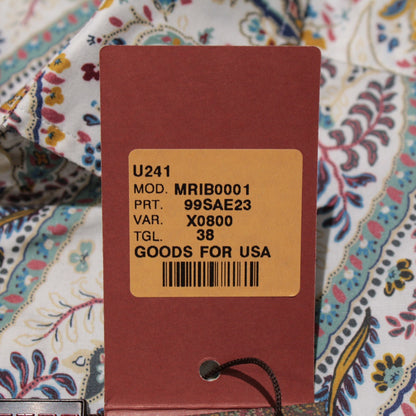 U241
MOD. MRIB0001
PRT. 99SAE23
VAR. X0800
TGL. 38
GOODS FOR USA